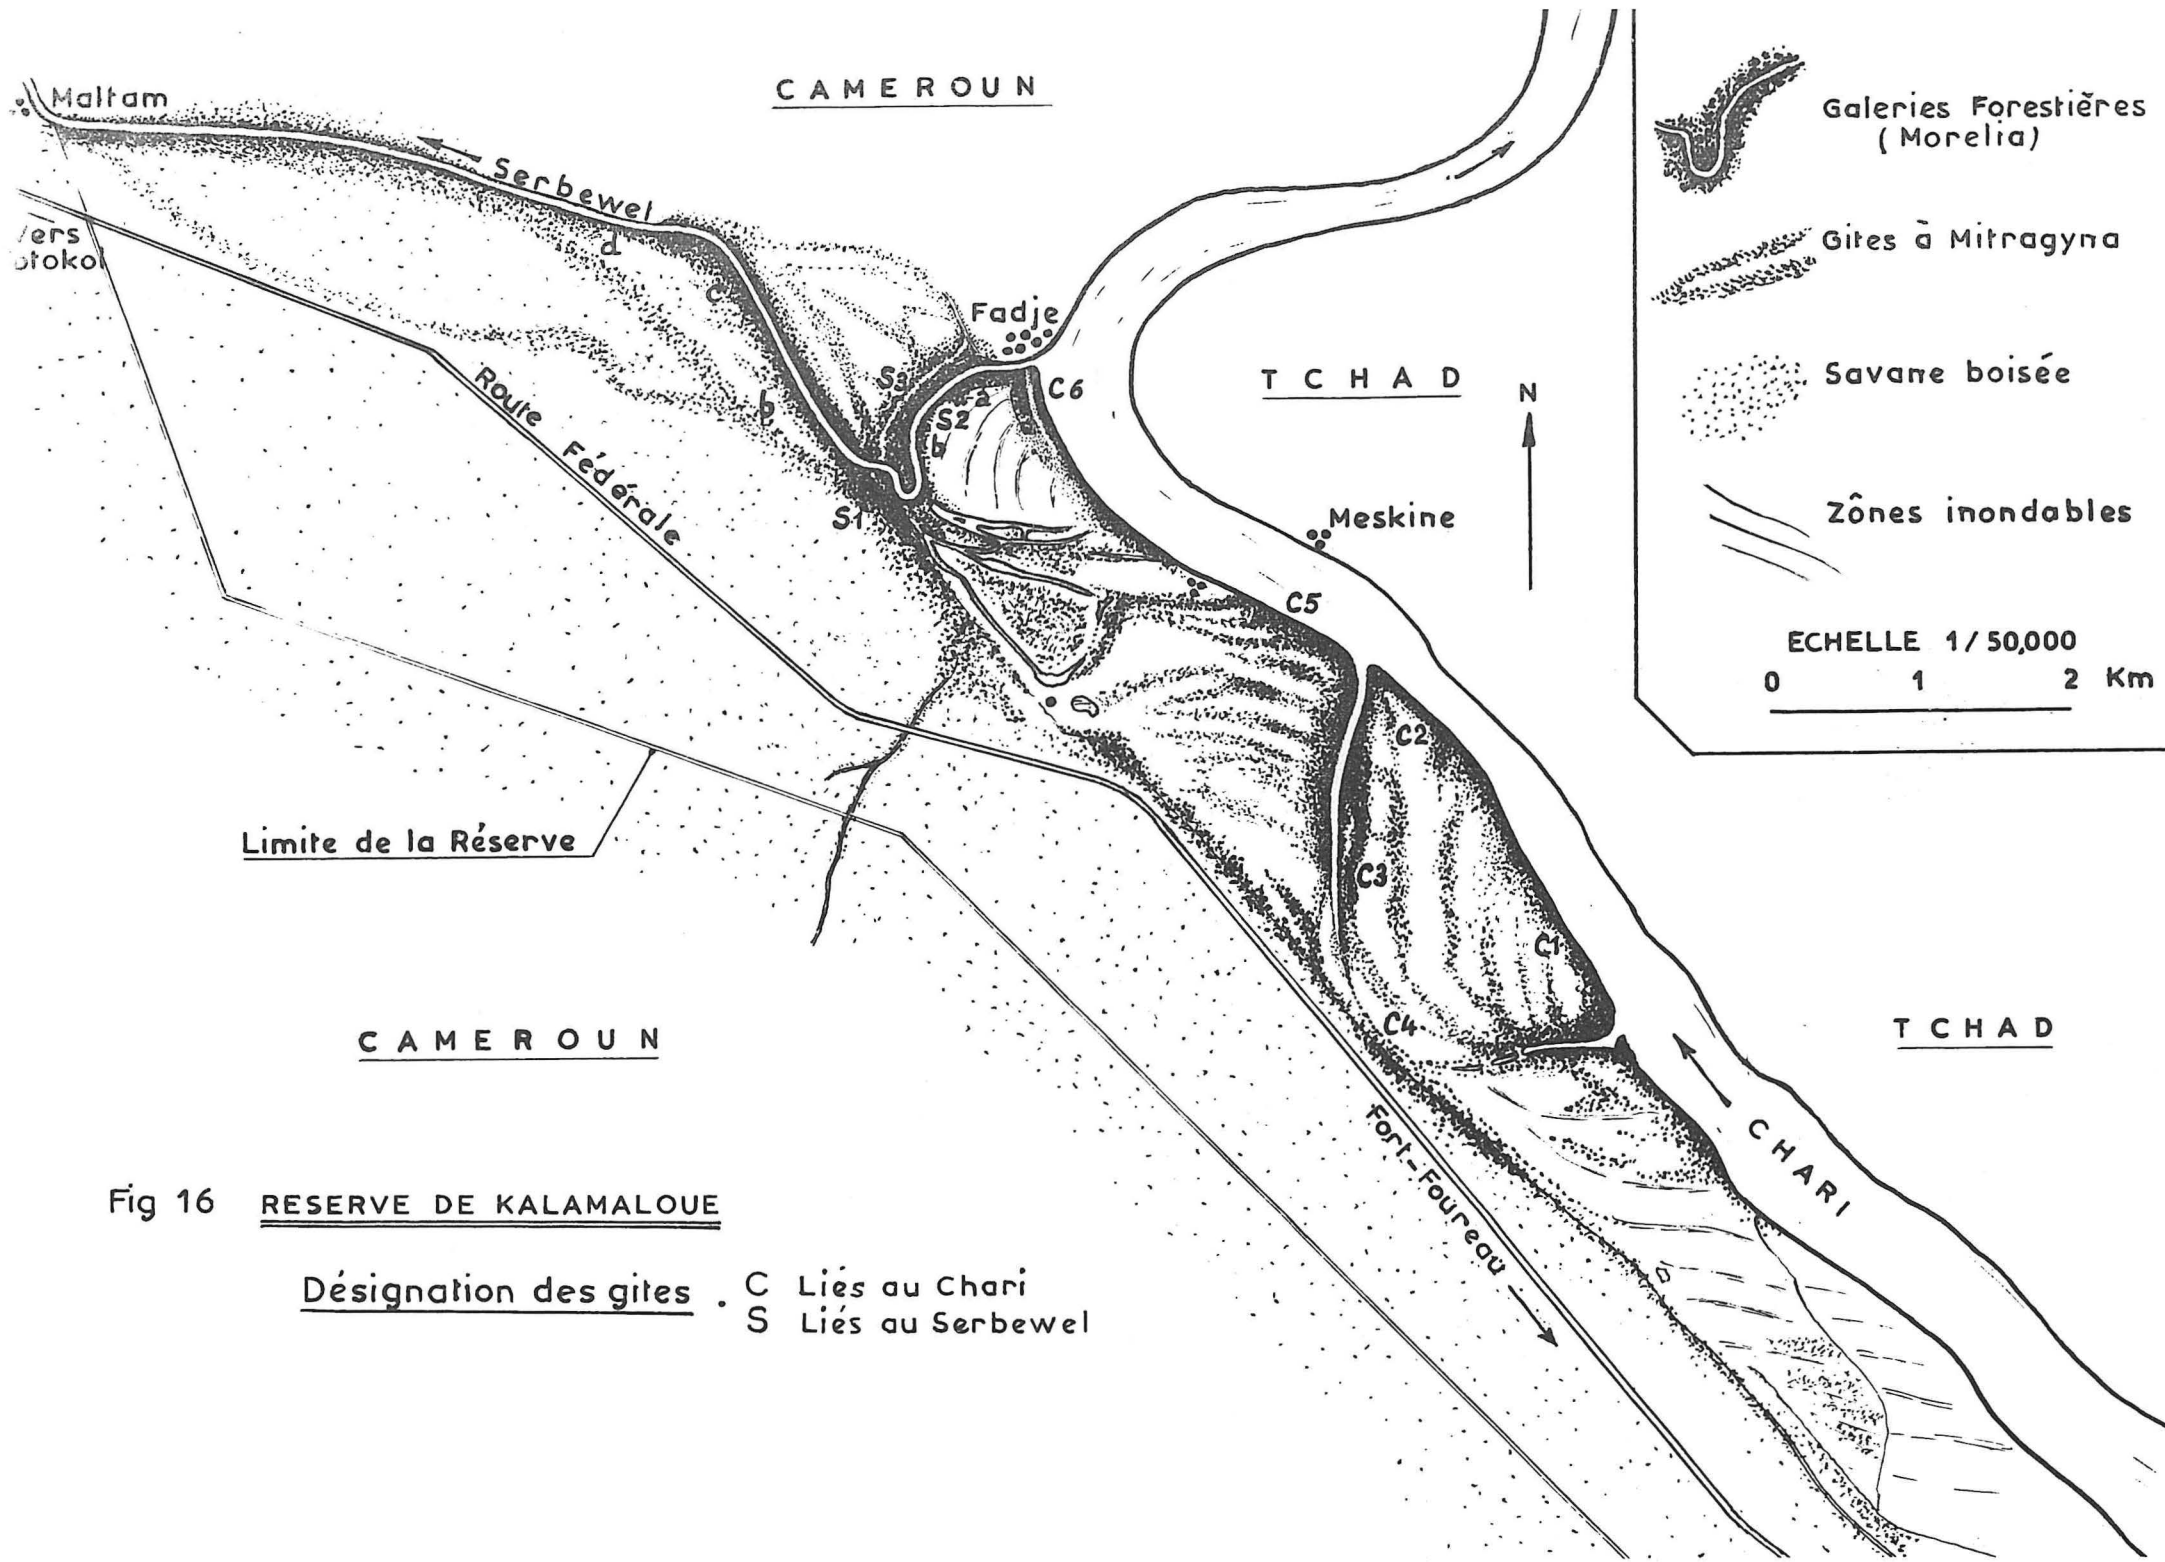 CAMEROUN
Maltam
Serbewel
d
c
b
Fadje
S3
a
S2
b
C6
S1
TCHAD
N
Meskine
C5
C2
C3
C1
C4
Route Fédérale
Limite de la Réserve
CAMEROUN
TCHAD
CHARI
Fort-Foureau
Galeries Forestières
(Morelia)
Gites à Mitragyna
Savane boisée
Zônes inondables
ECHELLE 1/50,000
0 1 2 Km
Fig 16 RESERVE DE KALAMALOUE
Désignation des gites . C Liés au Chari
S Liés au Serbewel